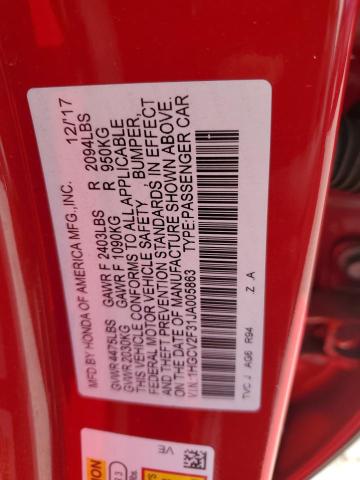 MFD BY HONDA OF AMERICA MFG.,INC. 12/'17
GVWR 4475LBS GAWR F 2403LBS R 2094LBS
GVWR 2030KG GAWR F 1090KG R 950KG
THIS VEHICLE CONFORMS TO ALL APPLICABLE
FEDERAL MOTOR VEHICLE SAFETY BUMPER,
AND THEFT PREVENTION STANDARDS IN EFFECT
ON THE DATE OF MANUFACTURE SHOWN ABOVE.
V.I.N.: 1HGCV2F31JA005863 TYPE:PASSENGER CAR
TVC J AG6 R94 .Z .A
VE